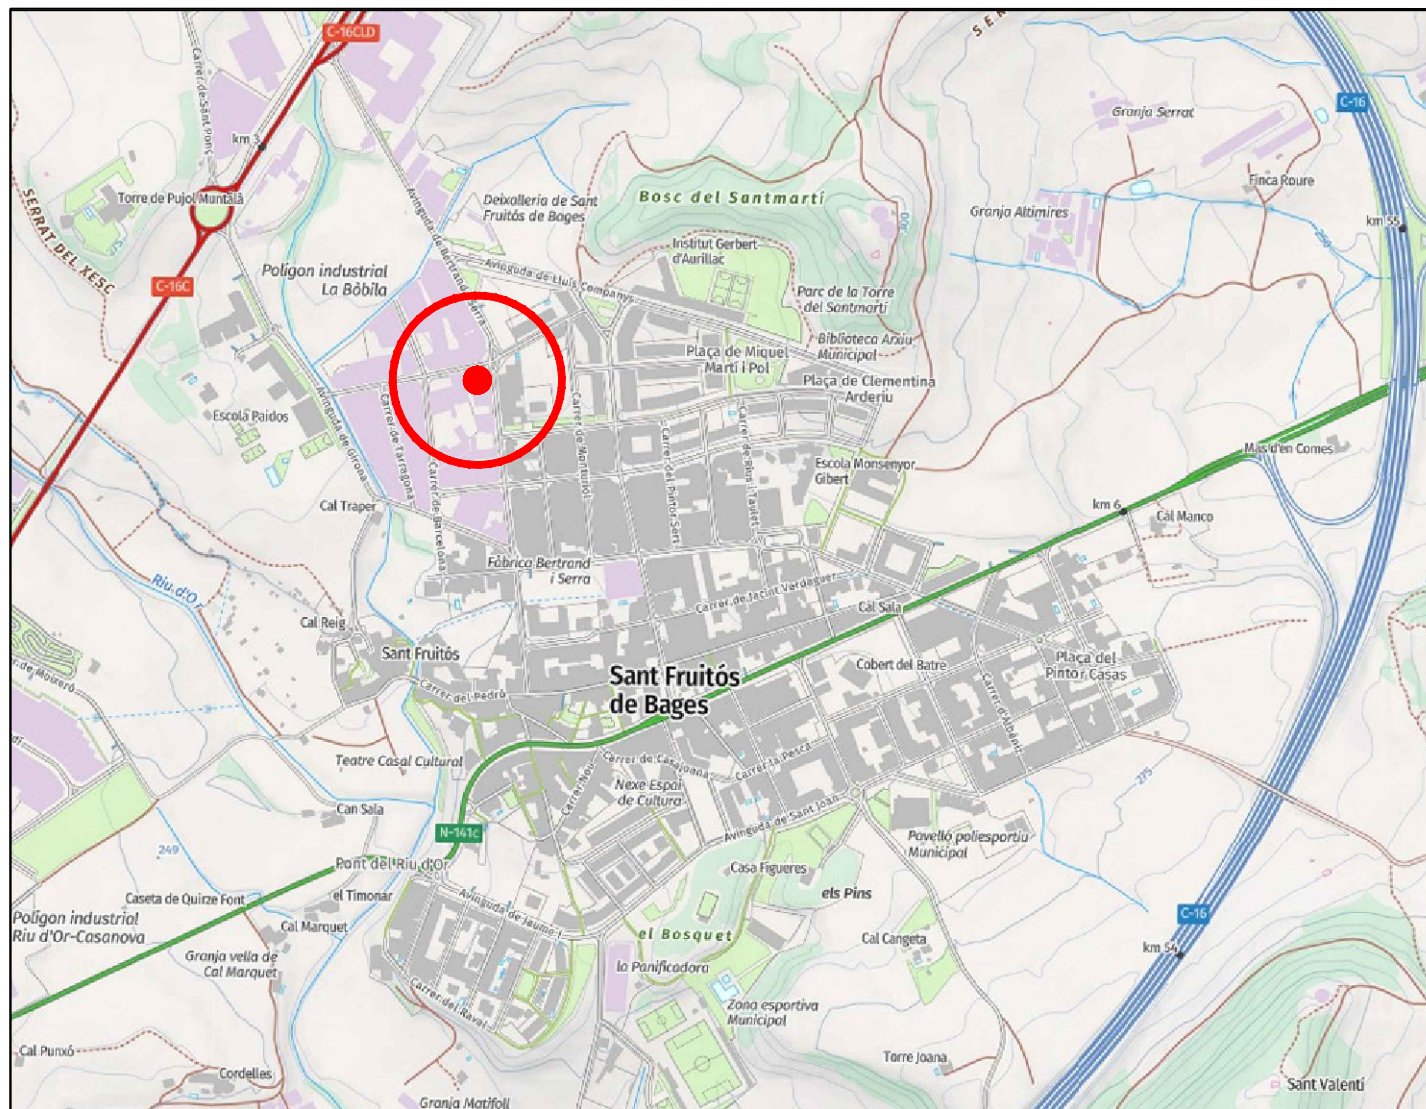 C-16CLD
Carrer de Sant Ponç
km 3
C-16
Granja Serrat
Torre de Pujol Muntalà
SERRAT DEL XESC
Avinguda de Bertrand i Serra
Deixalleria de Sant
Fruitós de Bages
Bosc del Santmartí
300
Finca Roure
Granja Altimires
km 55
250
Institut Gerbert
d'Aurillac
275
Polígon industrial
La Bòbila
C-16C
Avinguda de Lluís Companys
Parc de la Torre
del Santmartí
Biblioteca Arxiu
Municipal
Plaça de Miquel
Martí i Pol
Plaça de Clementina
Arderiu
Escola Paidos
Avinguda de Girona
Carrer de Tarragona
Carrer de Barcelona
Carrer de Monturiol
Carrer del Pintor Sert
Carrer de Rius i Taulet
Escola Monsenyor
Gibert
Mas d'en Comes
km 6
Cal Manco
Cal Traper
Fàbrica Bertrand
i Serra
Riu d'Or
Carrer de Jacint Verdaguer
Cal Sala
Cal Reig
Sant Fruitós
Carrer del Pedró
Sant Fruitós
de Bages
Cobert del Batre
Plaça del
Pintor Casas
Carrer d'Albéniz
Teatre Casal Cultural
Carrer de Casajoana
Carrer la Pesca
Carrer Nou
Nexe Espai
de Cultura
275
Can Sala
N-141c
Avinguda de Sant Joan
Pavelló poliesportiu
Municipal
249
Pont del Riu d'Or
Casa Figueres
els Pins
Caseta de Quirze Font
el Timonar
Avinguda de Jaume I
C-16
Polígon industrial
Riu d'Or-Casanova
Cal Marquet
el Bosquet
Cal Cangeta
km 54
Granja vella de
Cal Marquet
la Panificadora
Carrer del Raval
Zona esportiva
Municipal
Cal Punxó
Torre Joana
Cordelles
Sant Valentí
Granja Matifoll